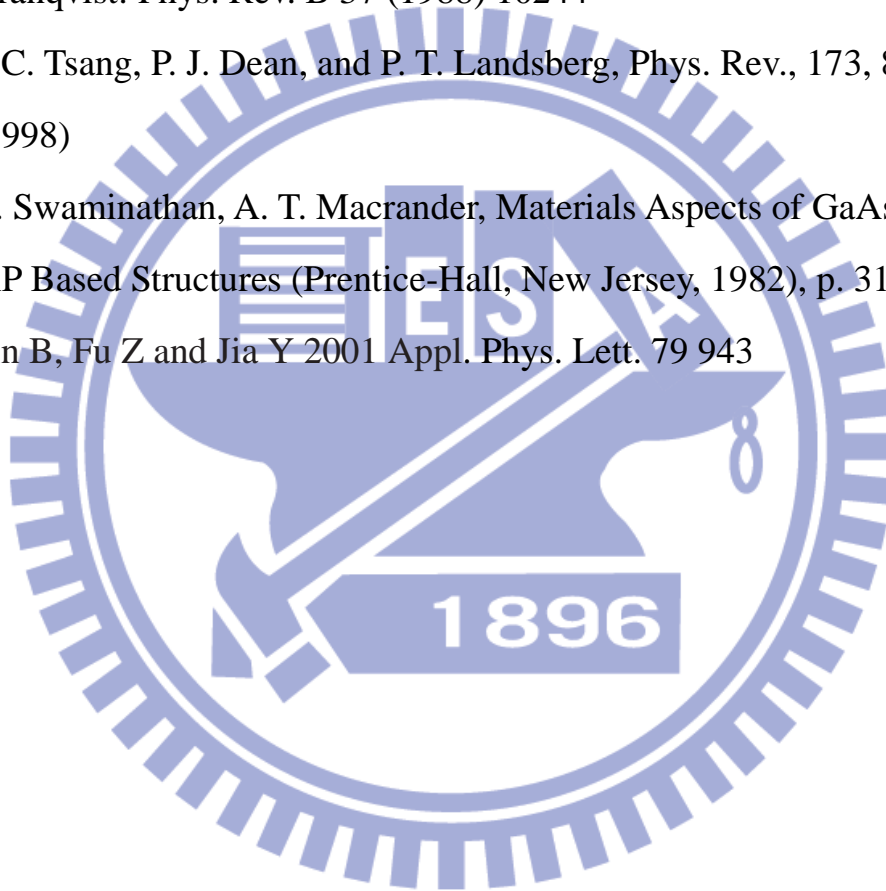 C. Tsang, P. J. Dean, and P. T. Landsberg, Phys. Rev., 173,
998)
. Swaminathan, A. T. Macrander, Materials Aspects of GaAs
P Based Structures (Prentice-Hall, New Jersey, 1982), p. 31
n B, Fu Z and Jia Y 2001 Appl. Phys. Lett. 79 943
E S A
1896